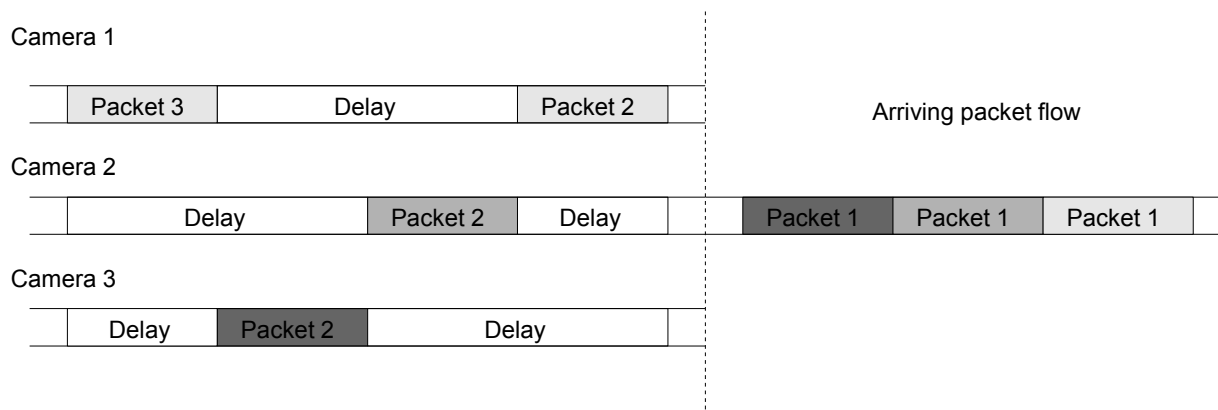 Camera 1
Packet 3 Delay Packet 2
Arriving packet flow
Camera 2
Delay Packet 2 Delay Packet 1 Packet 1 Packet 1
Camera 3
Delay Packet 2 Delay